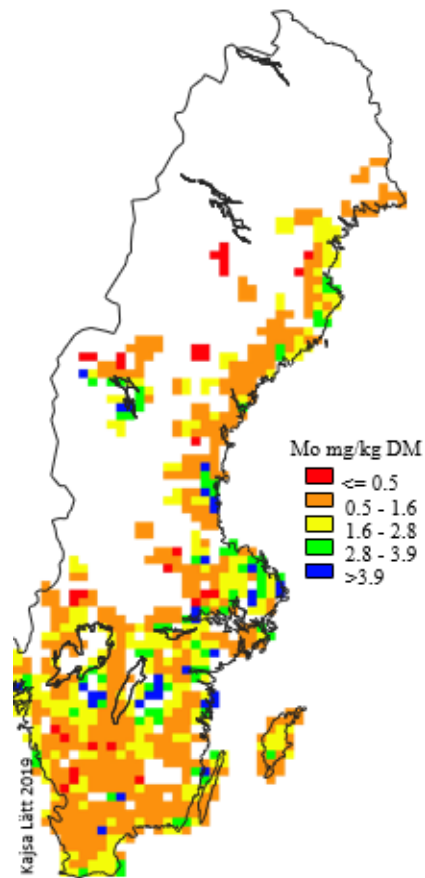 Mo mg/kg DM
<= 0.5
0.5 - 1.6
1.6 - 2.8
2.8 - 3.9
>3.9
Kajsa Lätt 2019